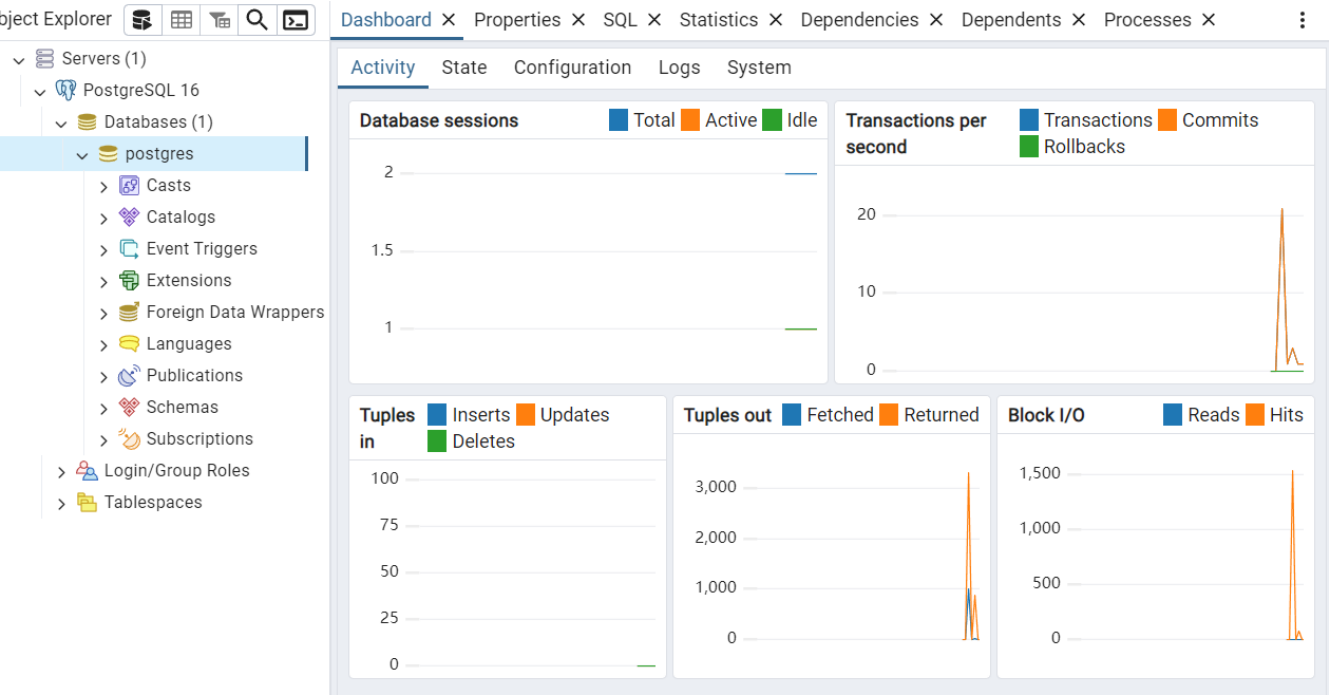 bject Explorer
Dashboard Properties SQL Statistics Dependencies Dependents Processes
Servers (1)
PostgreSQL 16
Databases (1)
postgres
Casts
Catalogs
Event Triggers
Extensions
Foreign Data Wrappers
Languages
Publications
Schemas
Subscriptions
Login/Group Roles
Tablespaces
Activity State Configuration Logs System
Database sessions Total Active Idle
2
1.5
1
Transactions per second Transactions Commits
Rollbacks
20
10
0
Tuples in Inserts Updates
Deletes
100
75
50
25
0
Tuples out Fetched Returned
3,000
2,000
1,000
0
Block I/O Reads Hits
1,500
1,000
500
0